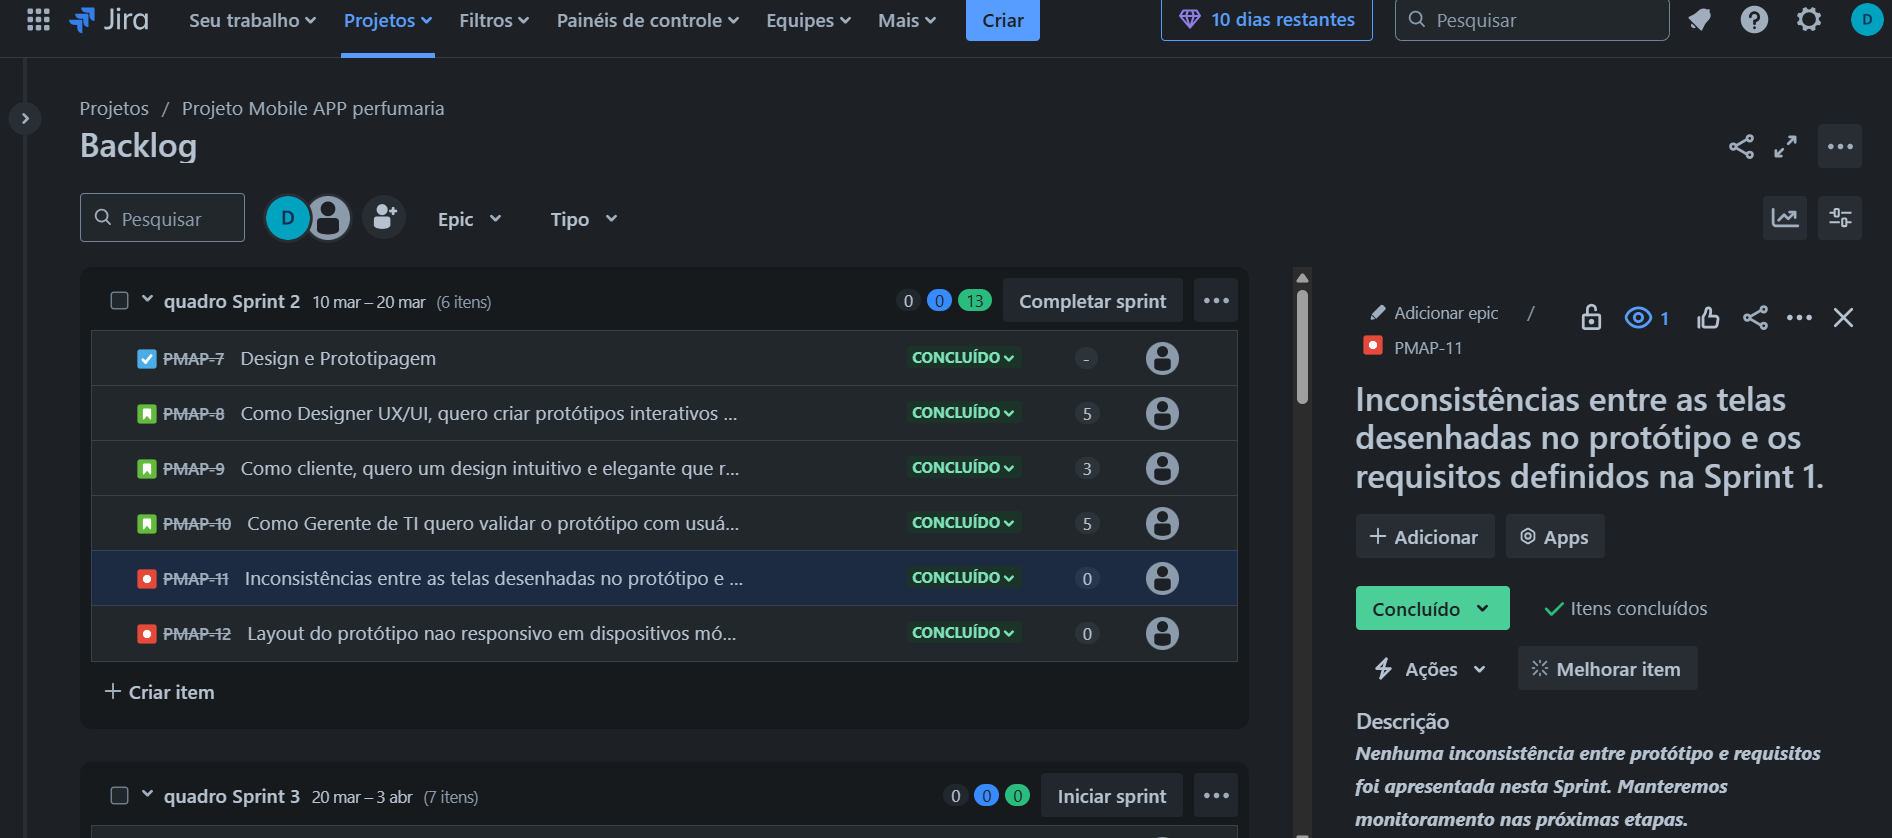 Jira Seu trabalho Projetos Filtros Painéis de controle Equipes Mais Criar 10 dias restantes Pesquisar D
Projetos / Projeto Mobile APP perfumaria
Backlog
Pesquisar D Epic Tipo
quadro Sprint 2 10 mar – 20 mar (6 itens) 0 0 13 Completar sprint
PMAP-7 Design e Prototipagem CONCLUÍDO -
PMAP-8 Como Designer UX/UI, quero criar protótipos interativos ... CONCLUÍDO 5
PMAP-9 Como cliente, quero um design intuitivo e elegante que r... CONCLUÍDO 3
PMAP-10 Como Gerente de TI quero validar o protótipo com usuá... CONCLUÍDO 5
PMAP-11 Inconsistências entre as telas desenhadas no protótipo e ... CONCLUÍDO 0
PMAP-12 Layout do protótipo nao responsivo em dispositivos mó... CONCLUÍDO 0
+ Criar item
quadro Sprint 3 20 mar – 3 abr (7 itens) 0 0 0 Iniciar sprint
Adicionar epic / 1
PMAP-11
Inconsistências entre as telas
desenhadas no protótipo e os
requisitos definidos na Sprint 1.
+ Adicionar Apps
Concluído Itens concluídos
Ações Melhorar item
Descrição
Nenhuma inconsistência entre protótipo e requisitos
foi apresentada nesta Sprint. Manteremos
monitoramento nas próximas etapas.